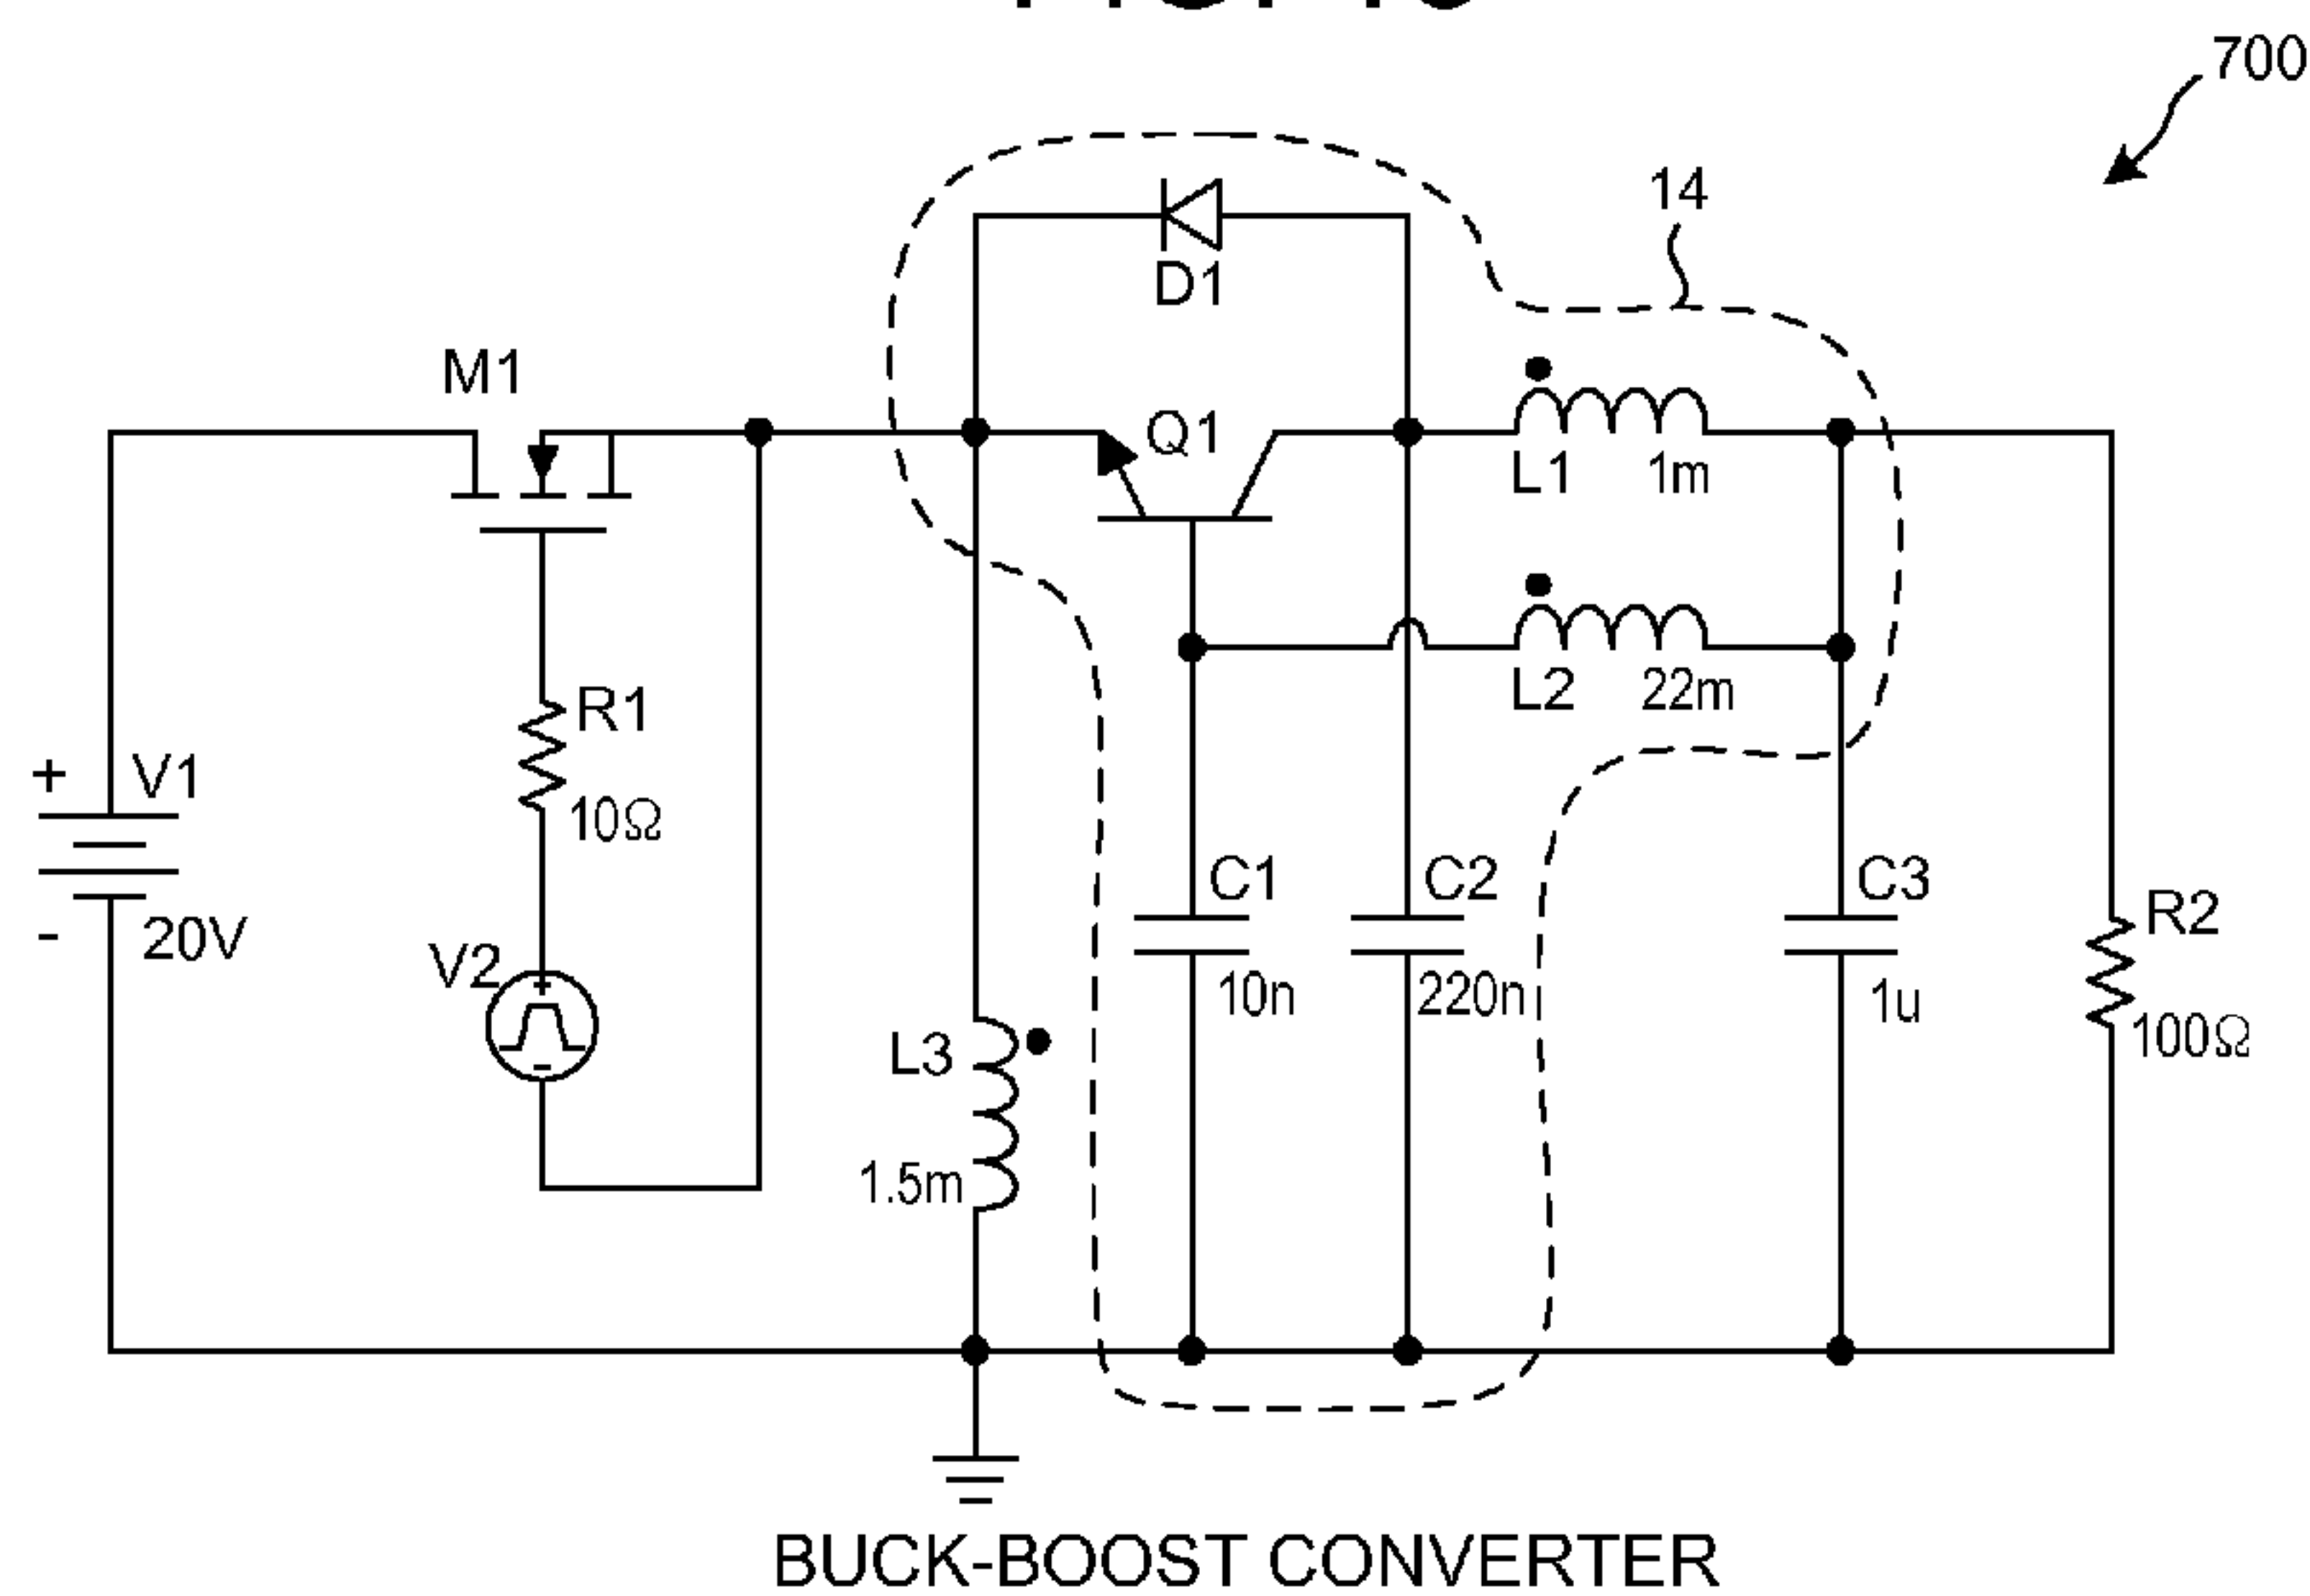 700
14
D1
M1
Q1
L1 1m
L2 22m
R1
10Ω
+
V1
20V
-
V2
+
-
L3
1.5m
C1
10n
C2
220n
C3
1u
R2
100Ω
BUCK-BOOST CONVERTER